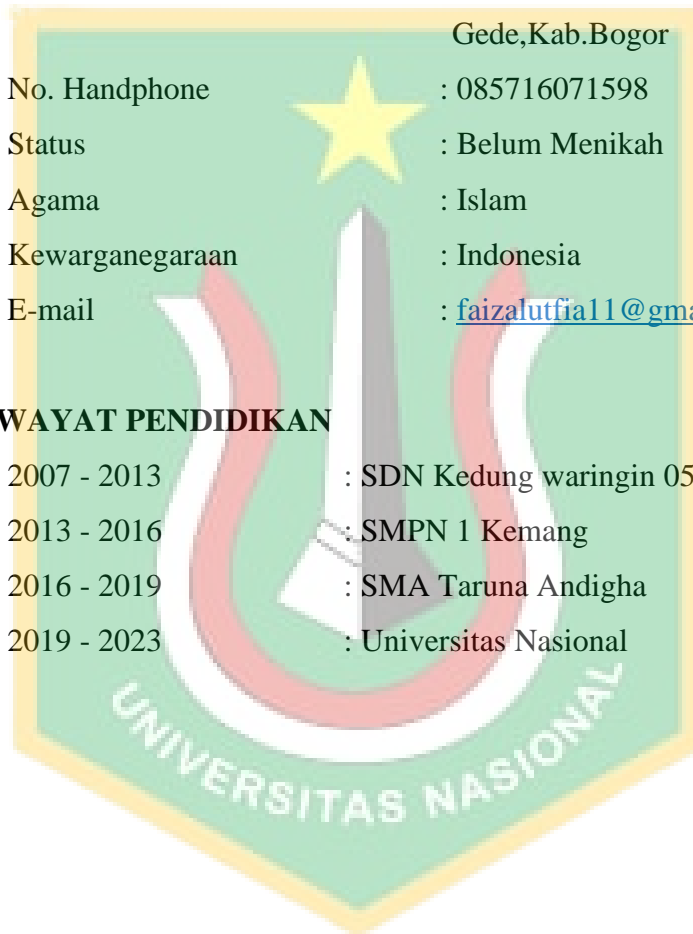 Gede,Kab.Bogor
No. Handphone : 085716071598
Status : Belum Menikah
Agama : Islam
Kewarganegaraan : Indonesia
E-mail : faizalutfia11@gma
WAYAT PENDIDIKAN
2007 - 2013 : SDN Kedung waringin 05
2013 - 2016 : SMPN 1 Kemang
2016 - 2019 : SMA Taruna Andigha
2019 - 2023 : Universitas Nasional
UNIVERSITAS NASIONAL